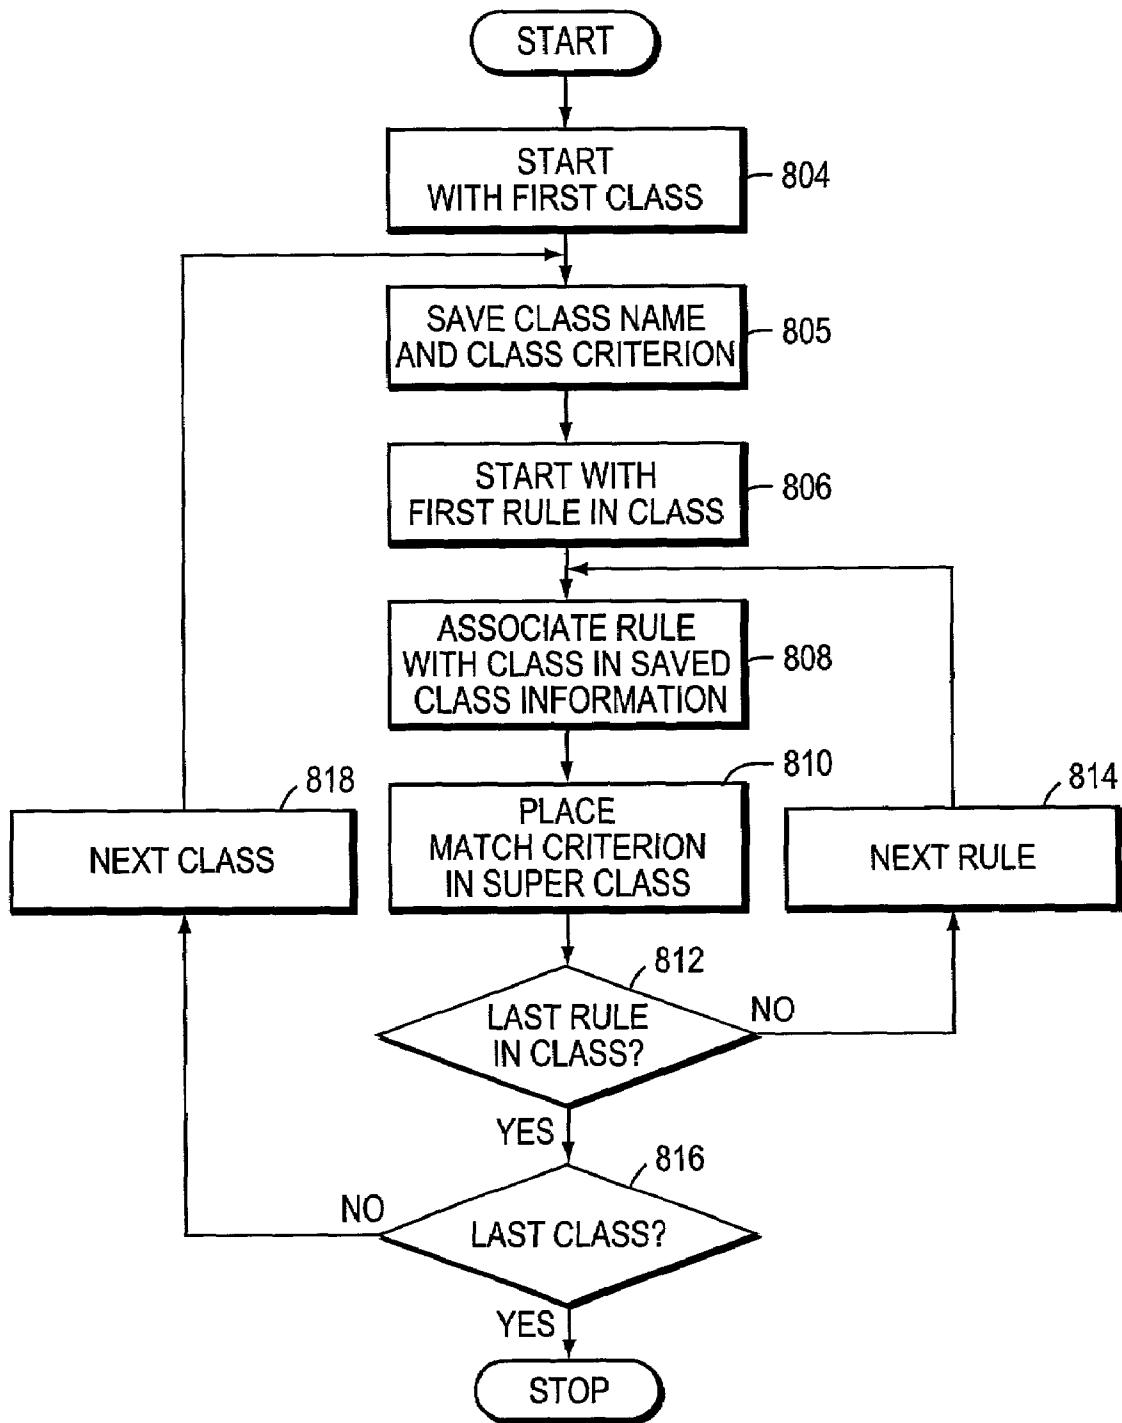 START
START
WITH FIRST CLASS
804
SAVE CLASS NAME
AND CLASS CRITERION
805
START WITH
FIRST RULE IN CLASS
806
ASSOCIATE RULE
WITH CLASS IN SAVED
CLASS INFORMATION
808
PLACE
MATCH CRITERION
IN SUPER CLASS
810
818
NEXT CLASS
814
NEXT RULE
812
LAST RULE
IN CLASS?
NO
YES
816
LAST CLASS?
NO
YES
STOP